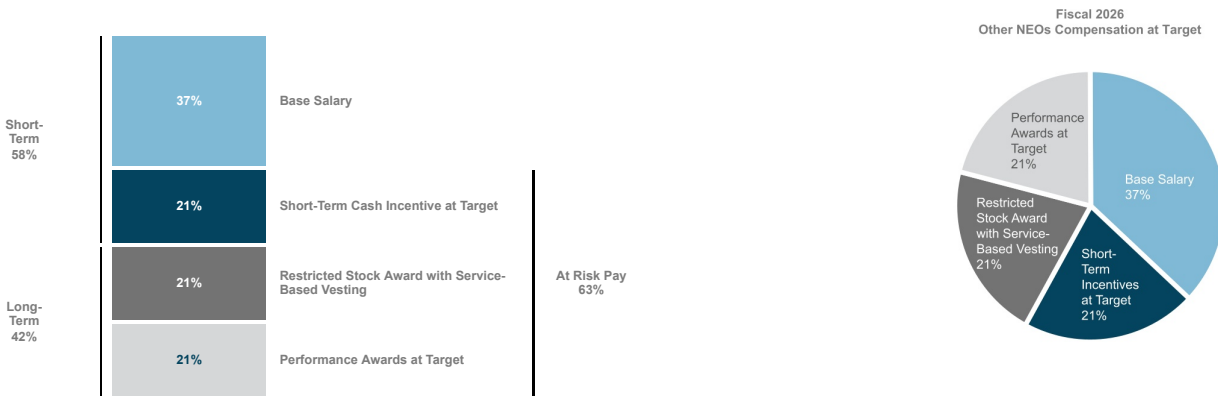 Fiscal 2026
Other NEOs Compensation at Target
Short-
Term
58%
37%
Base Salary
21%
Short-Term Cash Incentive at Target
Long-
Term
42%
21%
Restricted Stock Award with Service-
Based Vesting
21%
Performance Awards at Target
At Risk Pay
63%
Performance
Awards at
Target
21%
Base Salary
37%
Restricted
Stock Award
with Service-
Based Vesting
21%
Short-
Term
Incentives
at Target
21%